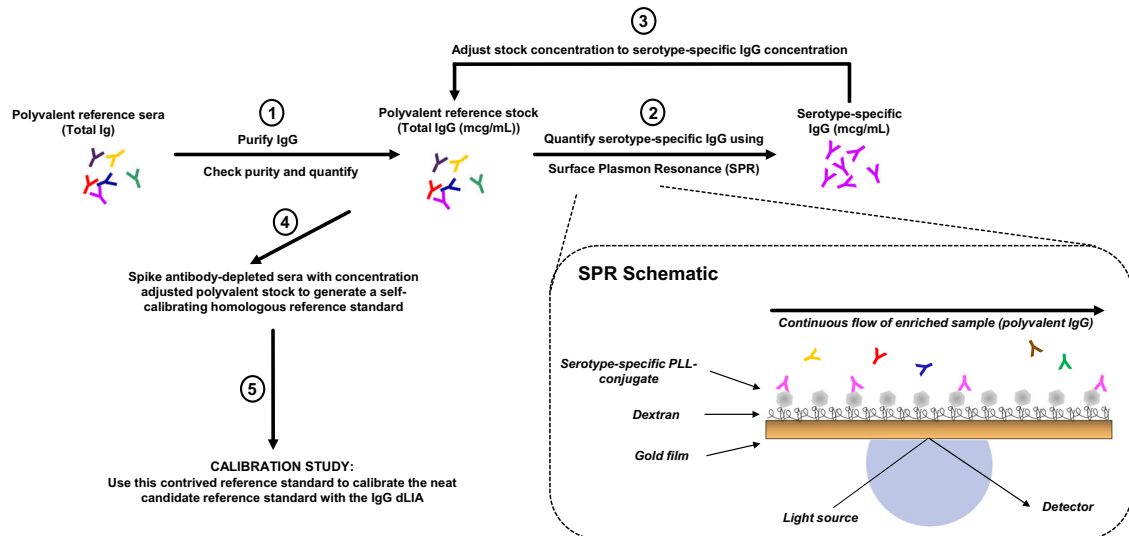 3
Adjust stock concentration to serotype-specific IgG concentration
Polyvalent reference sera
(Total Ig)
1
Purify IgG
Check purity and quantify
Polyvalent reference stock
(Total IgG (mcg/mL))
2
Quantify serotype-specific IgG using
Surface Plasmon Resonance (SPR)
Serotype-specific
IgG (mcg/mL)
4
Spike antibody-depleted sera with concentration
adjusted polyvalent stock to generate a self-
calibrating homologous reference standard
5
CALIBRATION STUDY:
Use this contrived reference standard to calibrate the neat
candidate reference standard with the IgG dLIA
SPR Schematic
Continuous flow of enriched sample (polyvalent IgG)
Serotype-specific PLL-
conjugate
Dextran
Gold film
Light source
Detector